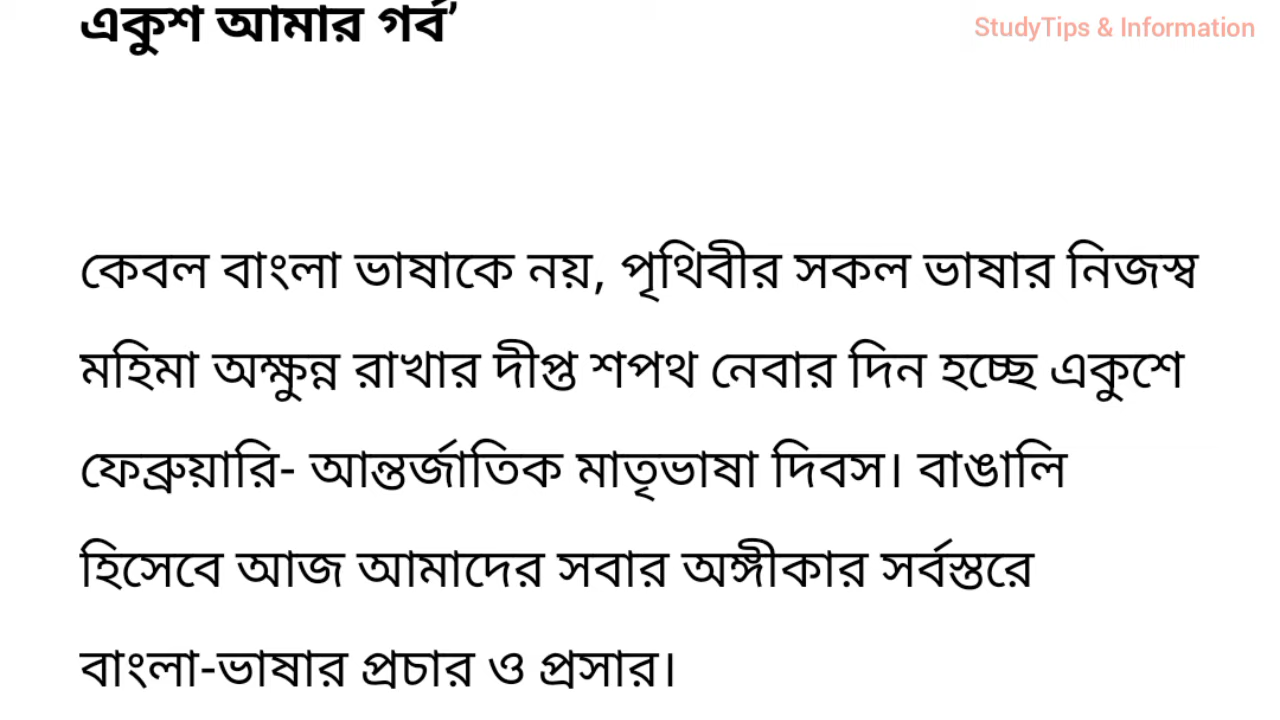 একুশ আমার গর্ব’
StudyTips & Information
কেবল বাংলা ভাষাকে নয়, পৃথিবীর সকল ভাষার নিজস্ব
মহিমা অক্ষুন্ন রাখার দীপ্ত শপথ নেবার দিন হচ্ছে একুশে
ফেব্রুয়ারি- আন্তর্জাতিক মাতৃভাষা দিবস। বাঙালি
হিসেবে আজ আমাদের সবার অঙ্গীকার সর্বস্তরে
বাংলা-ভাষার প্রচার ও প্রসার।